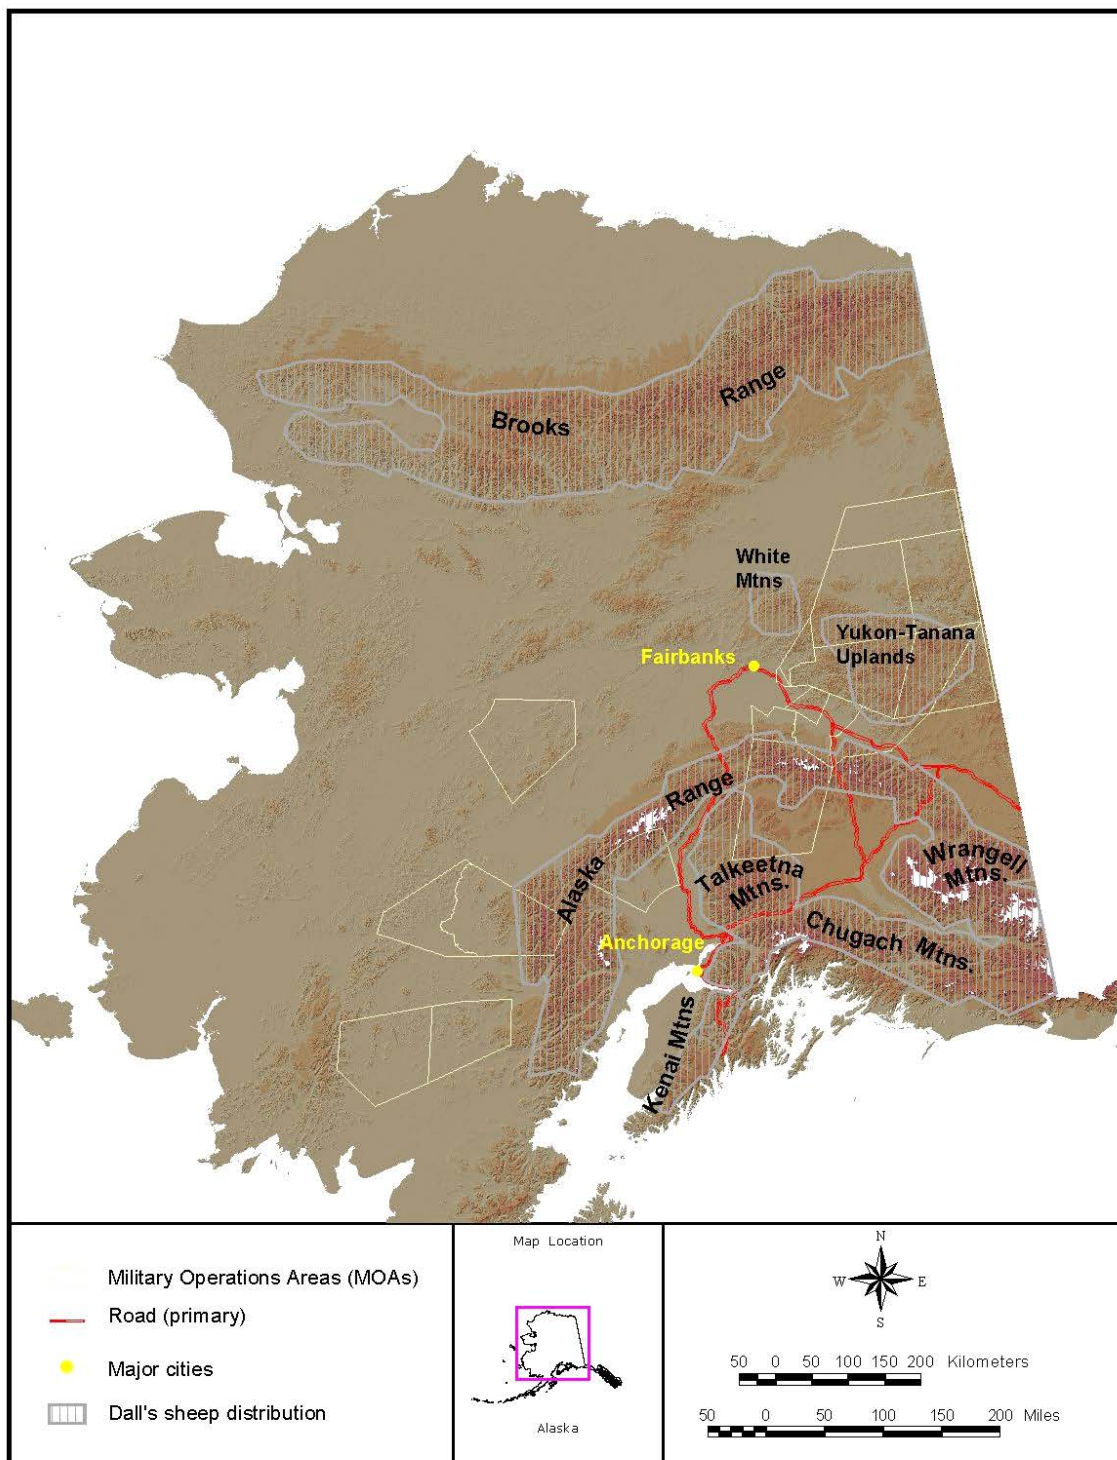 Brooks
Range
White
Mtns
Yukon-Tanana
Uplands
Fairbanks
Range
Alaska
Talkeetna
Mtns.
Wrangell
Mtns.
Chugach Mtns.
Anchorage
Kenai Mtns
Military Operations Areas (MOAs)
Road (primary)
Major cities
Dall's sheep distribution
Map Location
Alaska
N
W E
S
50 0 50 100 150 200 Kilometers
50 0 50 100 150 200 Miles